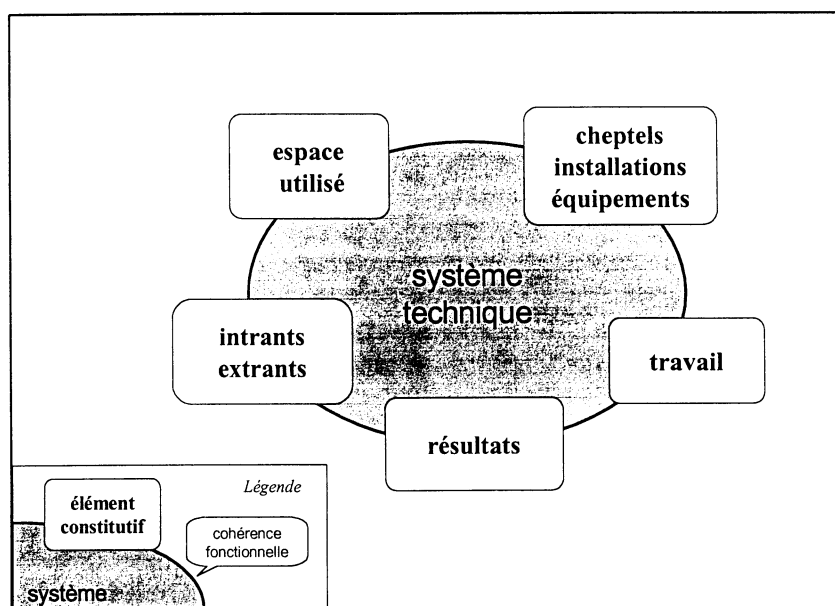 espace
utilisé
cheptels
installations
équipements
système
technique
intrants
extrants
travail
résultats
Légende
élément
constitutif
cohérence
fonctionnelle
système